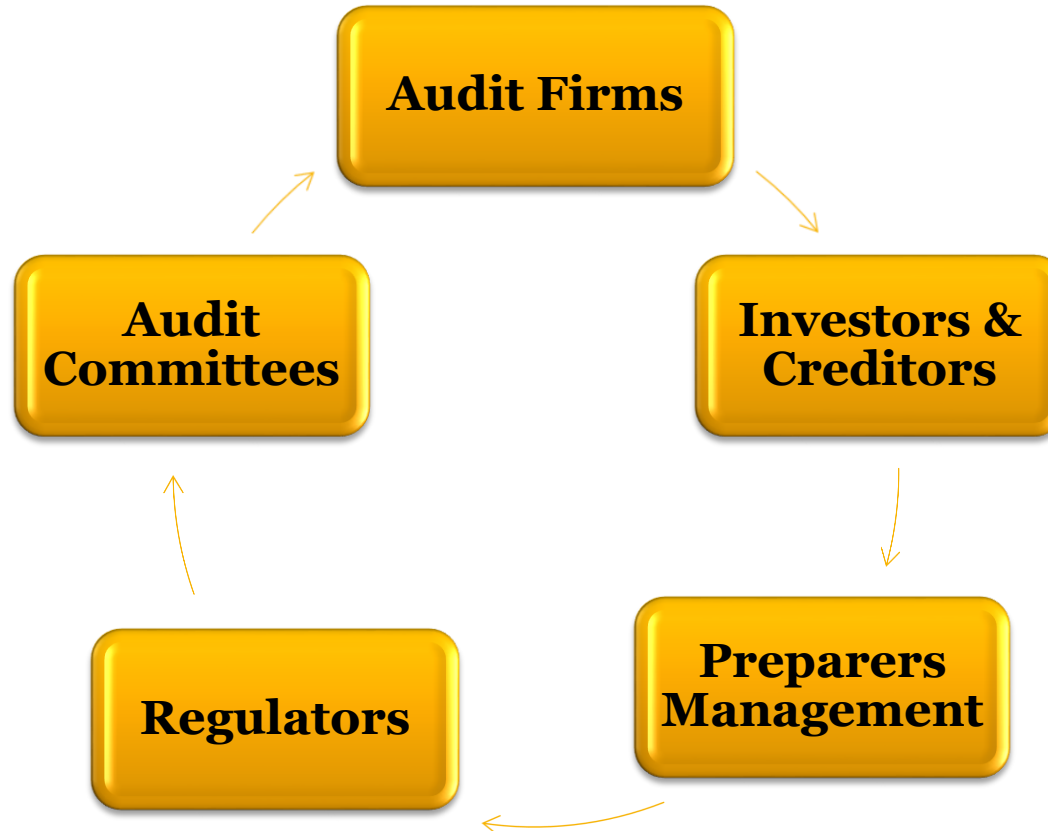 Audit Firms
Investors &
Creditors
Preparers
Management
Regulators
Audit
Committees